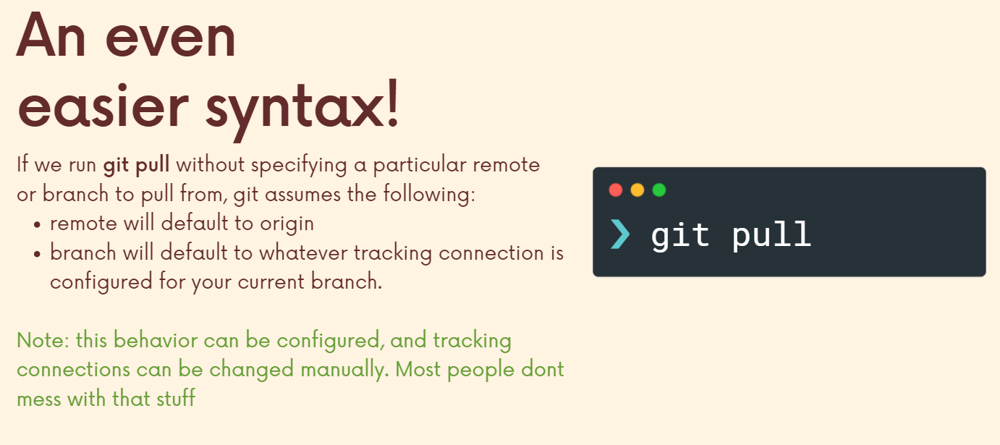 An even
easier syntax!
If we run git pull without specifying a particular remote
or branch to pull from, git assumes the following:
• remote will default to origin
• branch will default to whatever tracking connection is
configured for your current branch.
Note: this behavior can be configured, and tracking
connections can be changed manually. Most people dont
mess with that stuff
❯ git pull